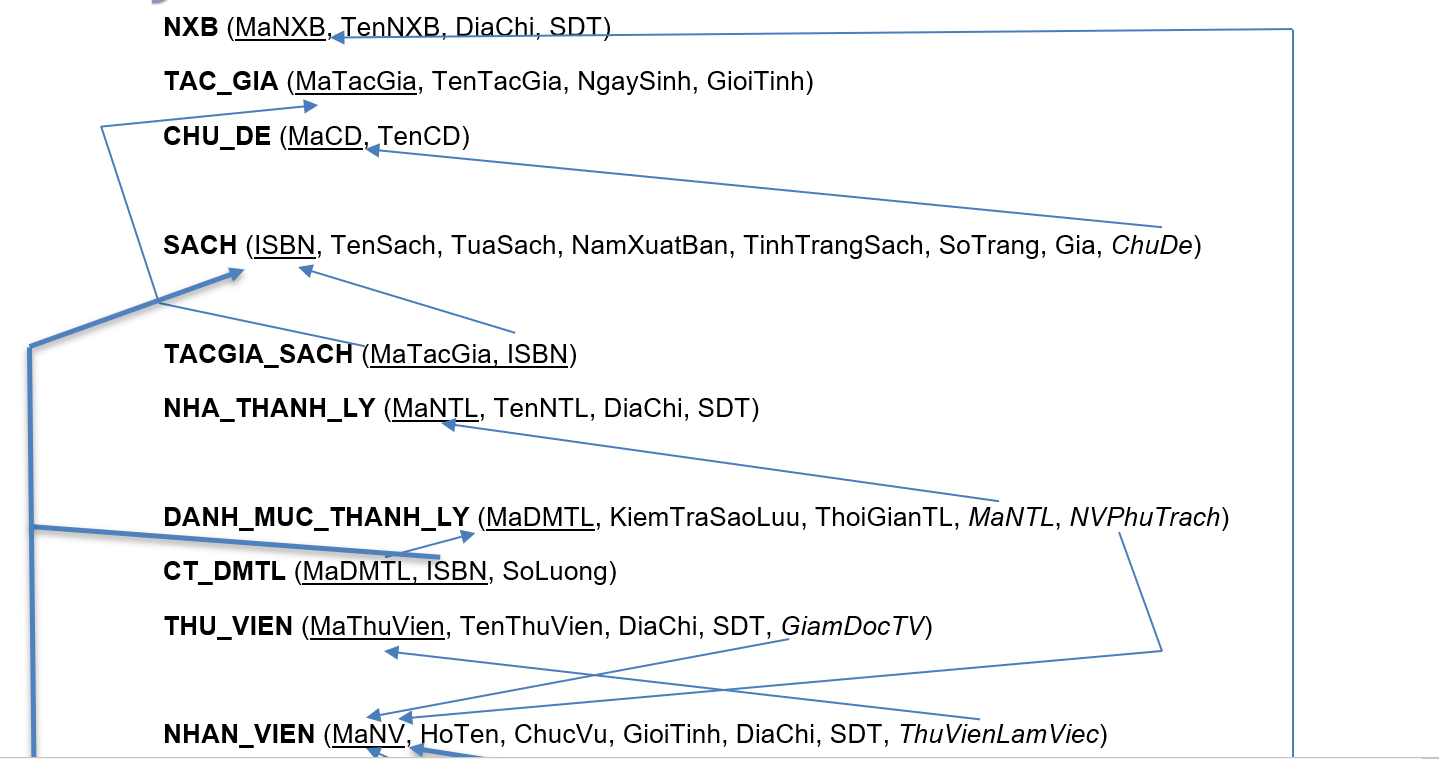 NXB (MaNXB, TenNXB, DiaChi, SDT)
TAC_GIA (MaTacGia, TenTacGia, NgaySinh, GioiTinh)
CHU_DE (MaCD, TenCD)
SACH (ISBN, TenSach, TuaSach, NamXuatBan, TinhTrangSach, SoTrang, Gia, ChuDe)
TACGIA_SACH (MaTacGia, ISBN)
NHA_THANH_LY (MaNTL, TenNTL, DiaChi, SDT)
DANH_MUC_THANH_LY (MaDMTL, KiemTraSaoLuu, ThoiGianTL, MaNTL, NVPhuTrach)
CT_DMTL (MaDMTL, ISBN, SoLuong)
THU_VIEN (MaThuVien, TenThuVien, DiaChi, SDT, GiamDocTV)
NHAN_VIEN (MaNV, HoTen, ChucVu, GioiTinh, DiaChi, SDT, ThuVienLamViec)